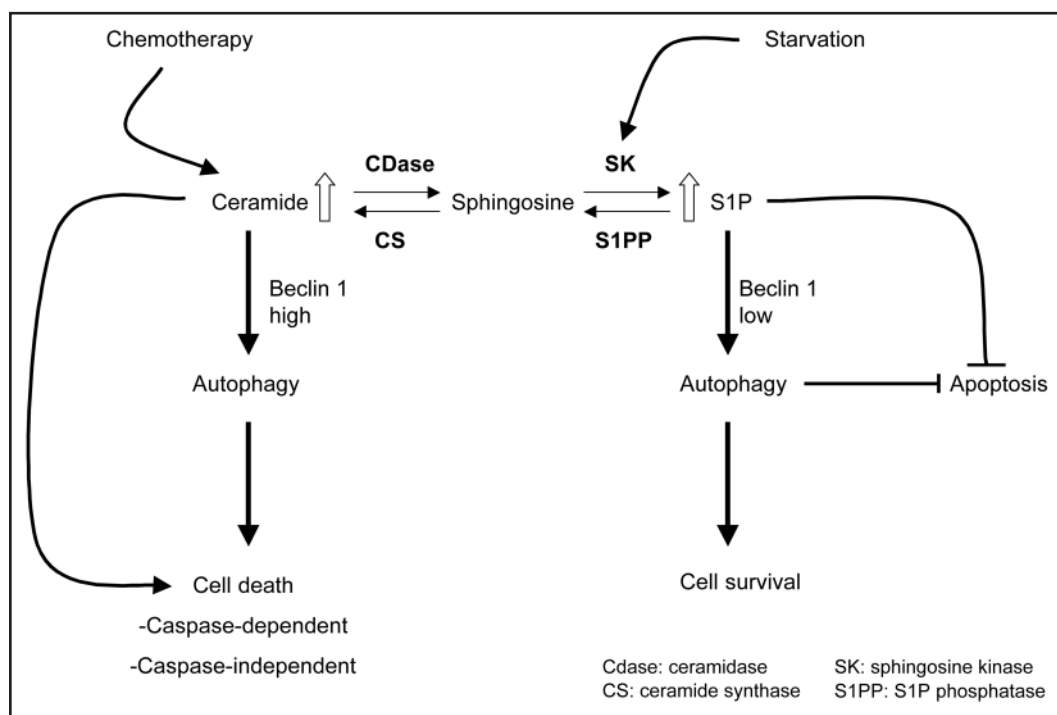 Chemotherapy
Starvation
CDase
SK
Ceramide
Sphingosine
S1P
CS
S1PP
Beclin 1
high
Beclin 1
low
Autophagy
Autophagy
Apoptosis
Cell death
Cell survival
-Caspase-dependent
-Caspase-independent
Cdase: ceramidase
SK: sphingosine kinase
CS: ceramide synthase
S1PP: S1P phosphatase